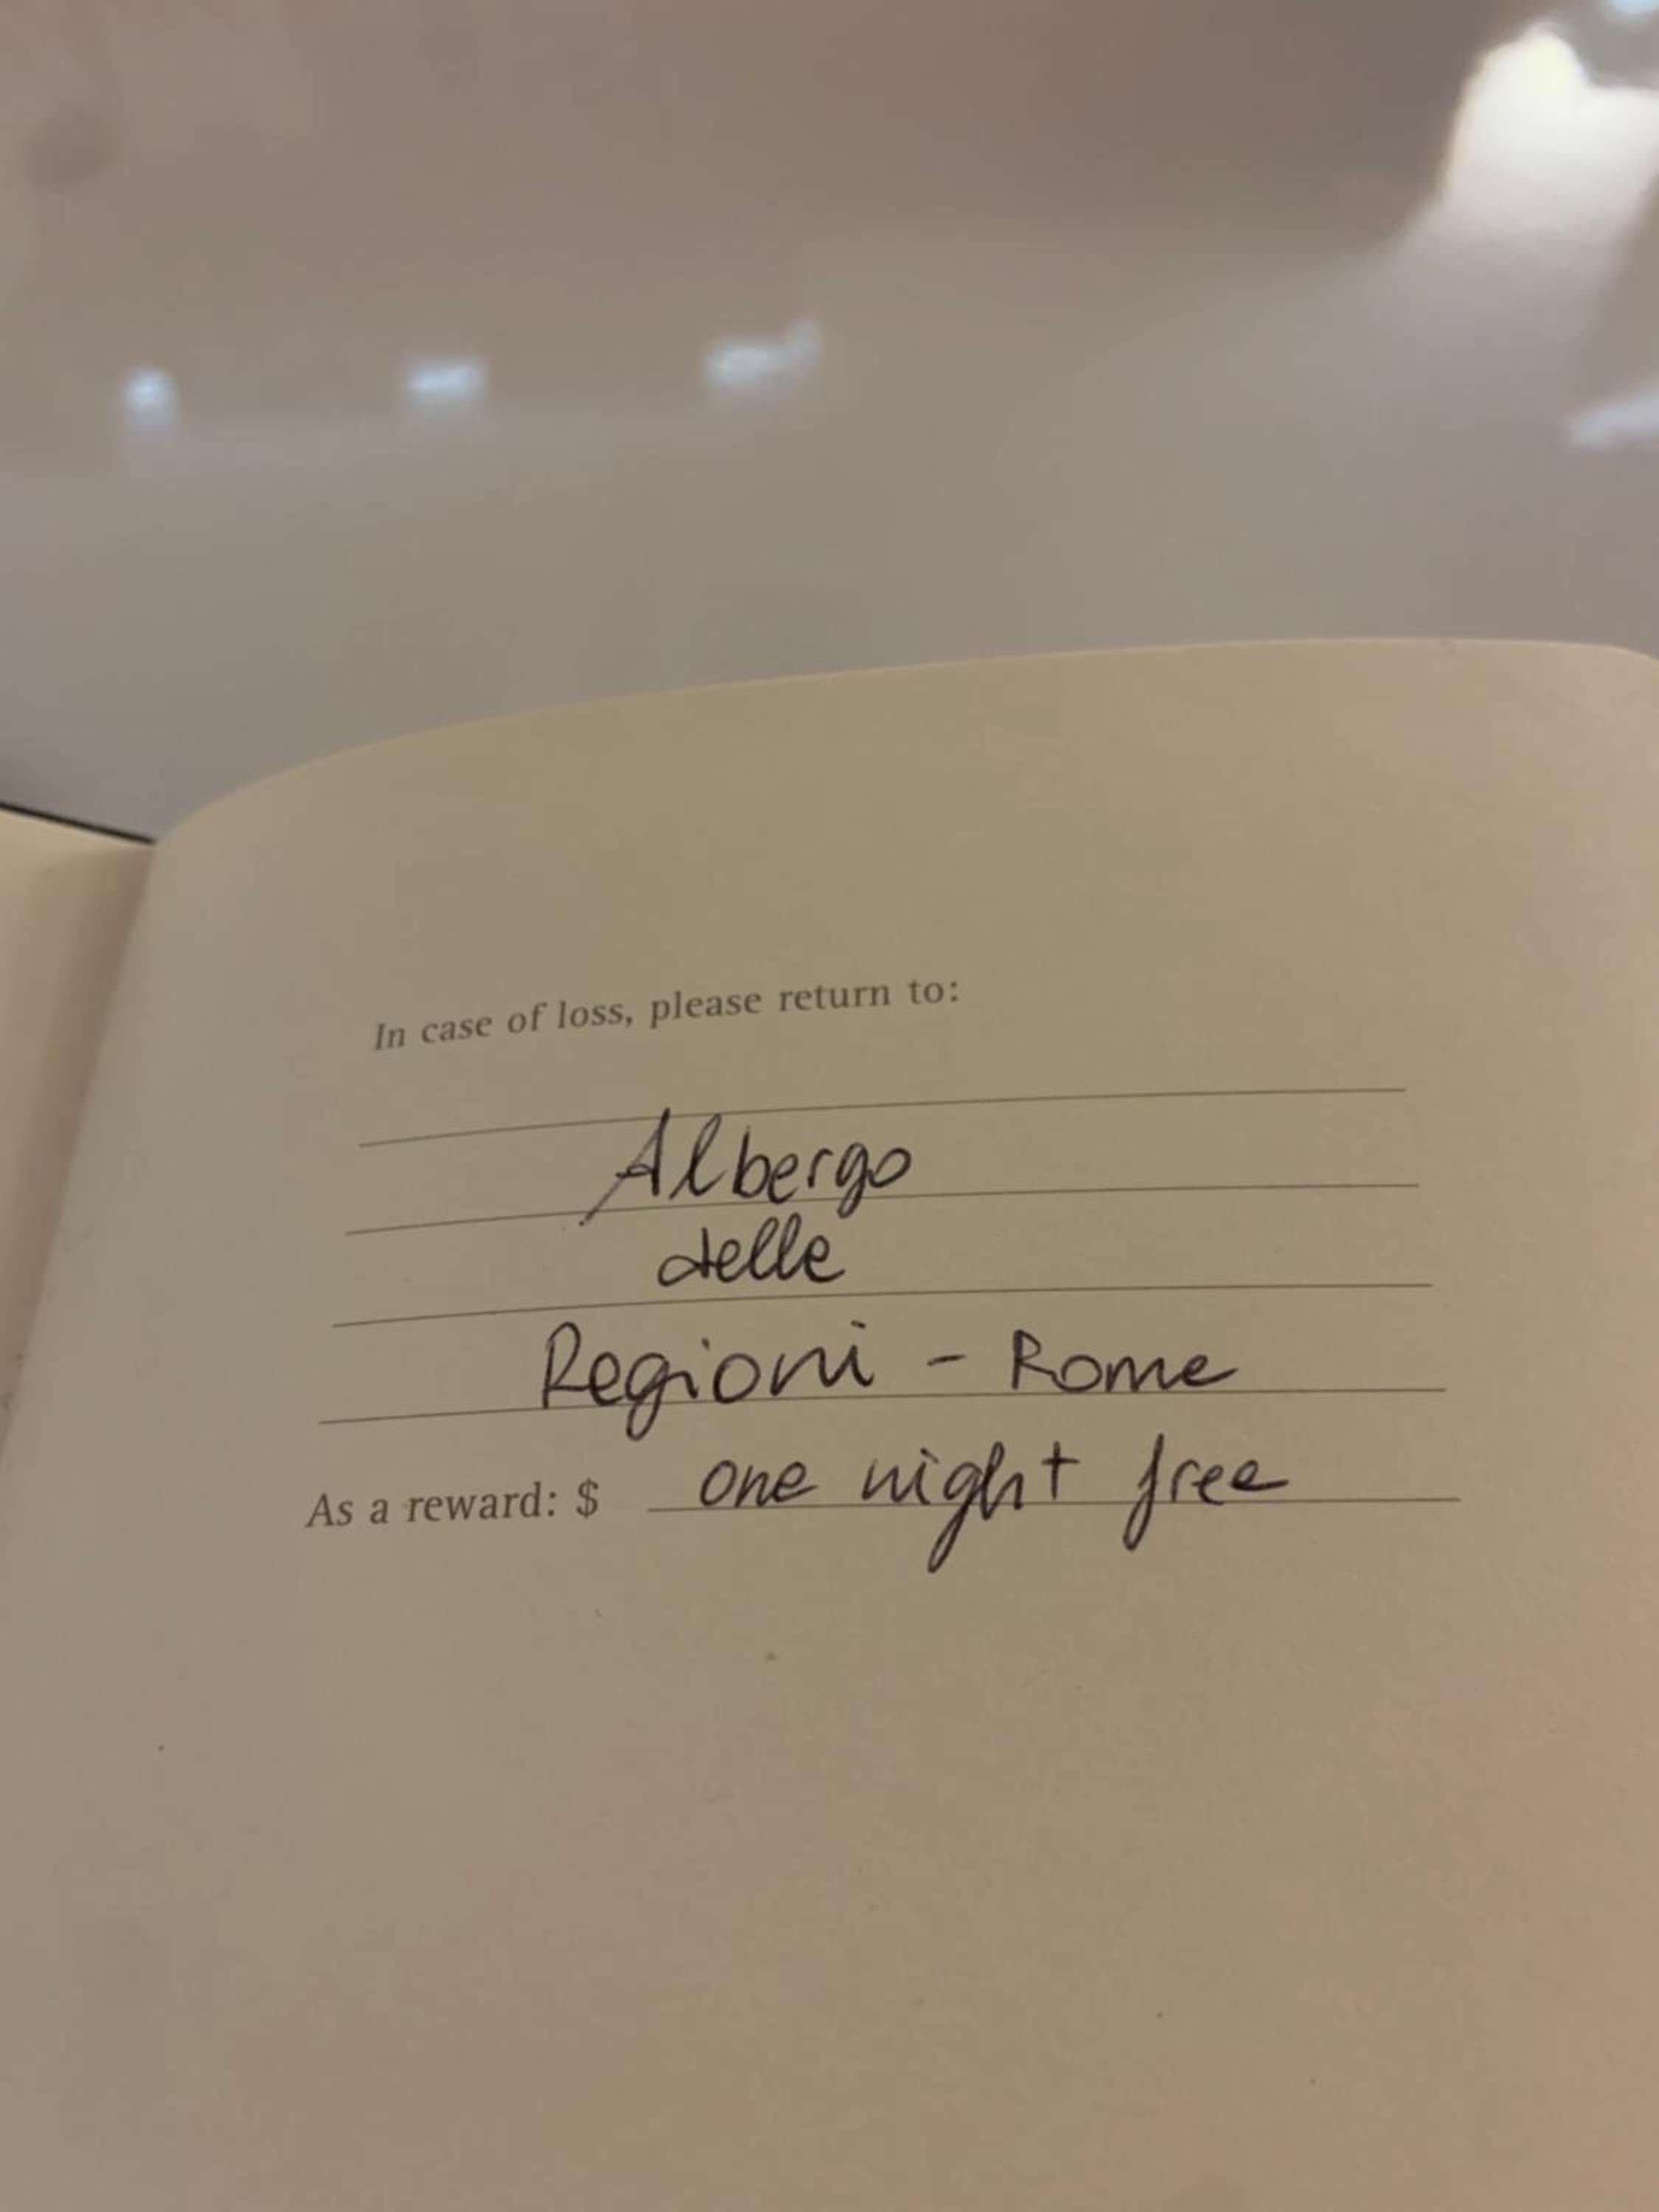 In case of loss, please return to:
Albergo
delle
Regioni - Rome
As a reward: $ one night free